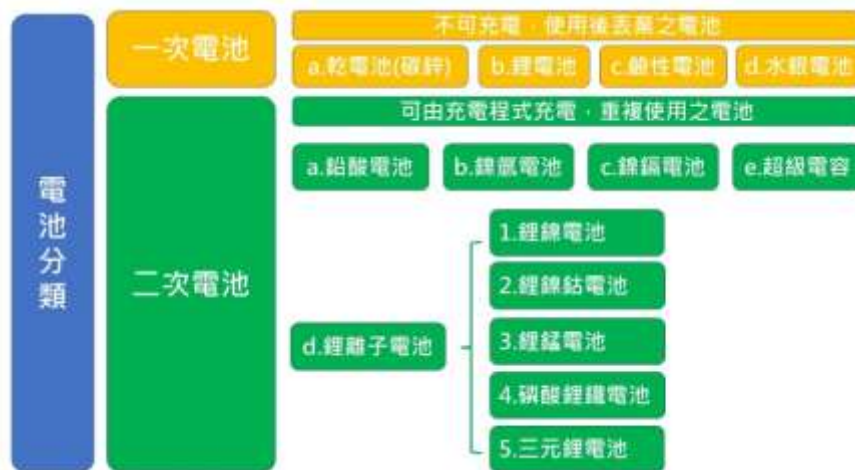 電池分類
一次電池
不可充電，使用後丟棄之電池
a.乾電池(碳鋅)
b.鋰電池
c.鹼性電池
d.水銀電池
二次電池
可由充電程式充電，重複使用之電池
a.鉛酸電池
b.鎳氫電池
c.鎳鎘電池
e.超級電容
d.鋰離子電池
1.鋰鎳電池
2.鋰鎳鈷電池
3.鋰錳電池
4.磷酸鋰鐵電池
5.三元鋰電池